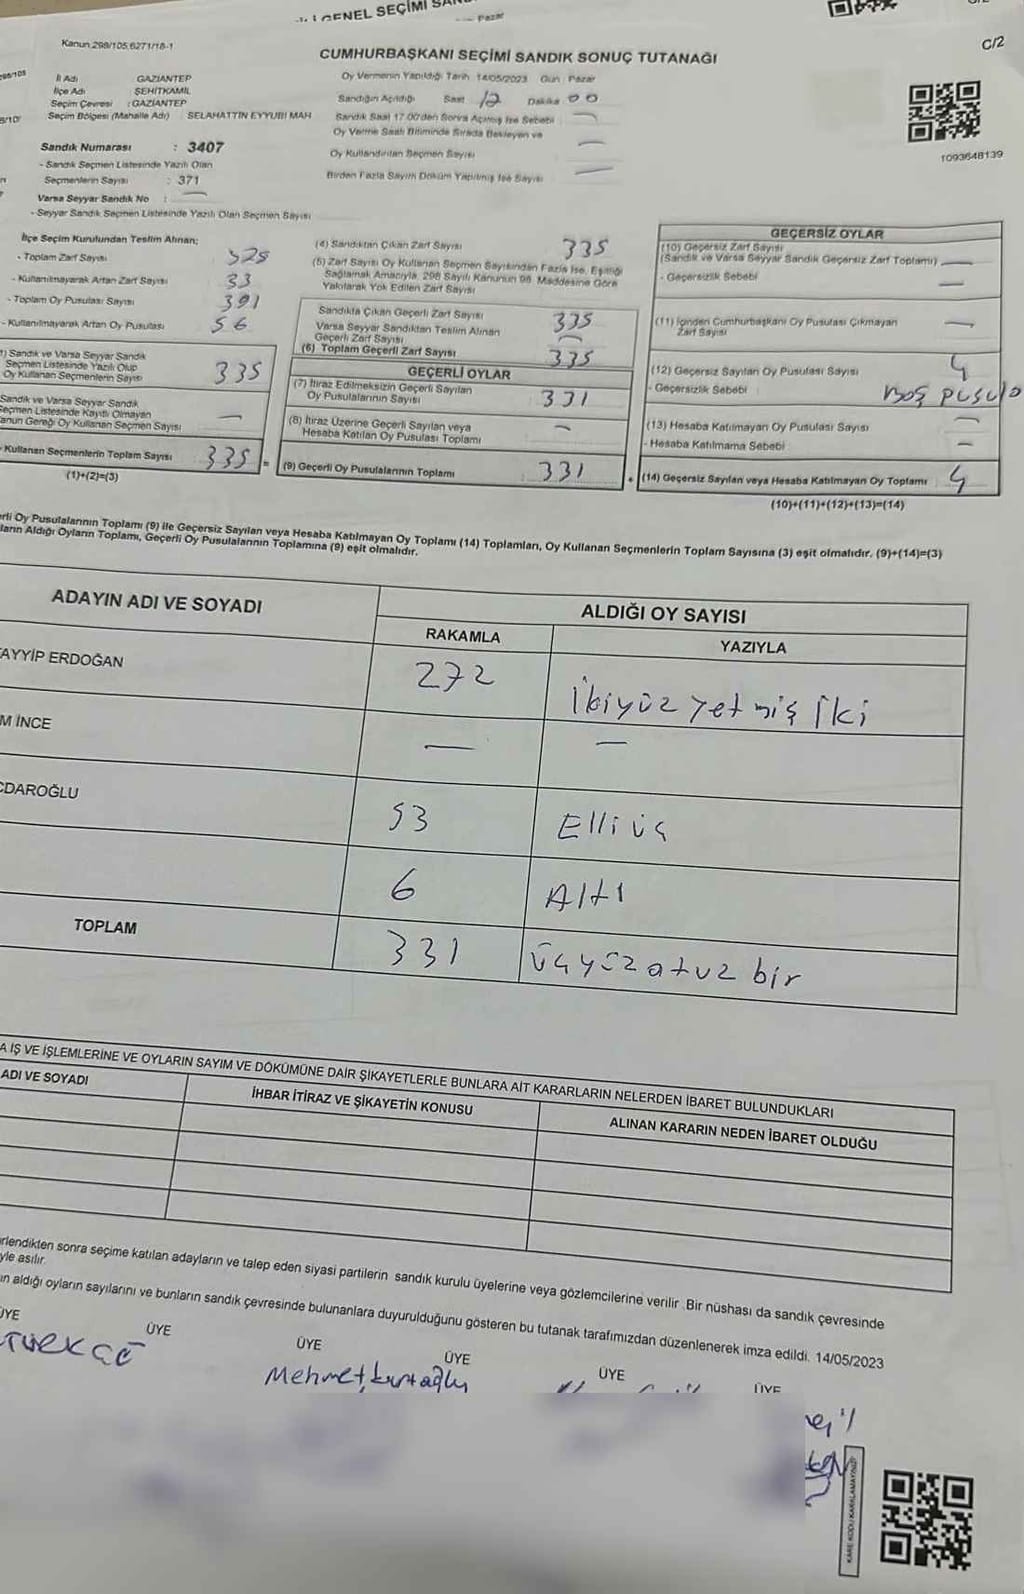 GENEL SEÇİMİ
Pazar
Kanun 298/105,6271/18-1
C/2
CUMHURBAŞKANI SEÇİMİ SANDIK SONUÇ TUTANAĞI
İl Adı GAZİANTEP
İlçe Adı ŞEHİTKAMİL
Seçim Çevresi : GAZİANTEP
Seçim Bölgesi (Mahalle Adı) SELAHATTİN EYYUBİ MAH
Sandık Numarası : 3407
- Sandık Seçmen Listesinde Yazılı Olan
Seçmenlerin Sayısı : 371
Varsa Seyyar Sandık No : —
- Seyyar Sandık Seçmen Listesinde Yazılı Olan Seçmen Sayısı
Oy Vermenin Yapıldığı Tarih 14/05/2023 Gün Pazar
Sandığın Açıldığı Saat 17 Dakika 00
Sandık Saat 17.00'den Sonra Açılmış İse Sebebi —
Oy Verme Saati Bitiminde Sırada Bekleyen ve
Oy Kullandırılan Seçmen Sayısı —
Birden Fazla Sayım Döküm Yapılmış İse Sayısı —
1093648139
İlçe Seçim Kurulundan Teslim Alınan;
- Toplam Zarf Sayısı
- Kullanılmayarak Artan Zarf Sayısı 33
- Toplam Oy Pusulası Sayısı 391
- Kullanılmayarak Artan Oy Pusulası 56
1) Sandık ve Varsa Seyyar Sandık
Seçmen Listesinde Yazılı Olup
Oy Kullanan Seçmenlerin Sayısı 335
Sandık ve Varsa Seyyar Sandık
Seçmen Listesinde Kayıtlı Olmayan
Kanun Gereği Oy Kullanan Seçmen Sayısı —
Kullanan Seçmenlerin Toplam Sayısı 335 =
(1)+(2)=(3)
(4) Sandıktan Çıkan Zarf Sayısı 335
(5) Zarf Sayısı Oy Kullanan Seçmen Sayısından Fazla İse, Eşitliği
Sağlamak Amacıyla, 298 Sayılı Kanunun 98. Maddesine Göre
Yakılarak Yok Edilen Zarf Sayısı
Sandıkta Çıkan Geçerli Zarf Sayısı 335
Varsa Seyyar Sandıktan Teslim Alınan
Geçerli Zarf Sayısı —
(6) Toplam Geçerli Zarf Sayısı 335
GEÇERLİ OYLAR
(7) İtiraz Edilmeksizin Geçerli Sayılan
Oy Pusulalarının Sayısı 331
(8) İtiraz Üzerine Geçerli Sayılan veya
Hesaba Katılan Oy Pusulası Toplamı —
(9) Geçerli Oy Pusulalarının Toplamı 331 +
GEÇERSİZ OYLAR
(10) Geçersiz Zarf Sayısı
(Sandık ve Varsa Seyyar Sandık Geçersiz Zarf Toplamı) —
- Geçersizlik Sebebi —
(11) İçinden Cumhurbaşkanı Oy Pusulası Çıkmayan
Zarf Sayısı —
(12) Geçersiz Sayılan Oy Pusulası Sayısı 4
- Geçersizlik Sebebi Boş pusula
(13) Hesaba Katılmayan Oy Pusulası Sayısı —
- Hesaba Katılmama Sebebi —
(14) Geçersiz Sayılan veya Hesaba Katılmayan Oy Toplamı 4
(10)+(11)+(12)+(13)=(14)
erli Oy Pusulalarının Toplamı (9) ile Geçersiz Sayılan veya Hesaba Katılmayan Oy Toplamı (14) Toplamları, Oy Kullanan Seçmenlerin Toplam Sayısına (3) eşit olmalıdır. (9)+(14)=(3)
ların Aldığı Oyların Toplamı, Geçerli Oy Pusulalarının Toplamına (9) eşit olmalıdır.
ADAYIN ADI VE SOYADI ALDIĞI OY SAYISI
RAKAMLA YAZIYLA
AYYİP ERDOĞAN 272 İkiyüz yetmiş iki
M İNCE — —
CDAROĞLU 53 Elli üç
6 Altı
TOPLAM 331 üçyüz otuz bir
A İŞ VE İŞLEMLERİNE VE OYLARIN SAYIM VE DÖKÜMÜNE DAİR ŞİKAYETLERLE BUNLARA AİT KARARLARIN NELERDEN İBARET BULUNDUKLARI
ADI VE SOYADI İHBAR İTİRAZ VE ŞİKAYETİN KONUSU ALINAN KARARIN NEDEN İBARET OLDUĞU
rlendikten sonra seçime katılan adayların ve talep eden siyasi partilerin sandık kurulu üyelerine veya gözlemcilerine verilir. Bir nüshası da sandık çevresinde
yle asılır.
ın aldığı oyların sayılarını ve bunların sandık çevresinde bulunanlara duyurulduğunu gösteren bu tutanak tarafımızdan düzenlenerek imza edildi. 14/05/2023
ÜYE ÜYE ÜYE ÜYE ÜYE ÜYE
Mehmet kurtoğlu
KARE KODU KARALAMAYINIZ!